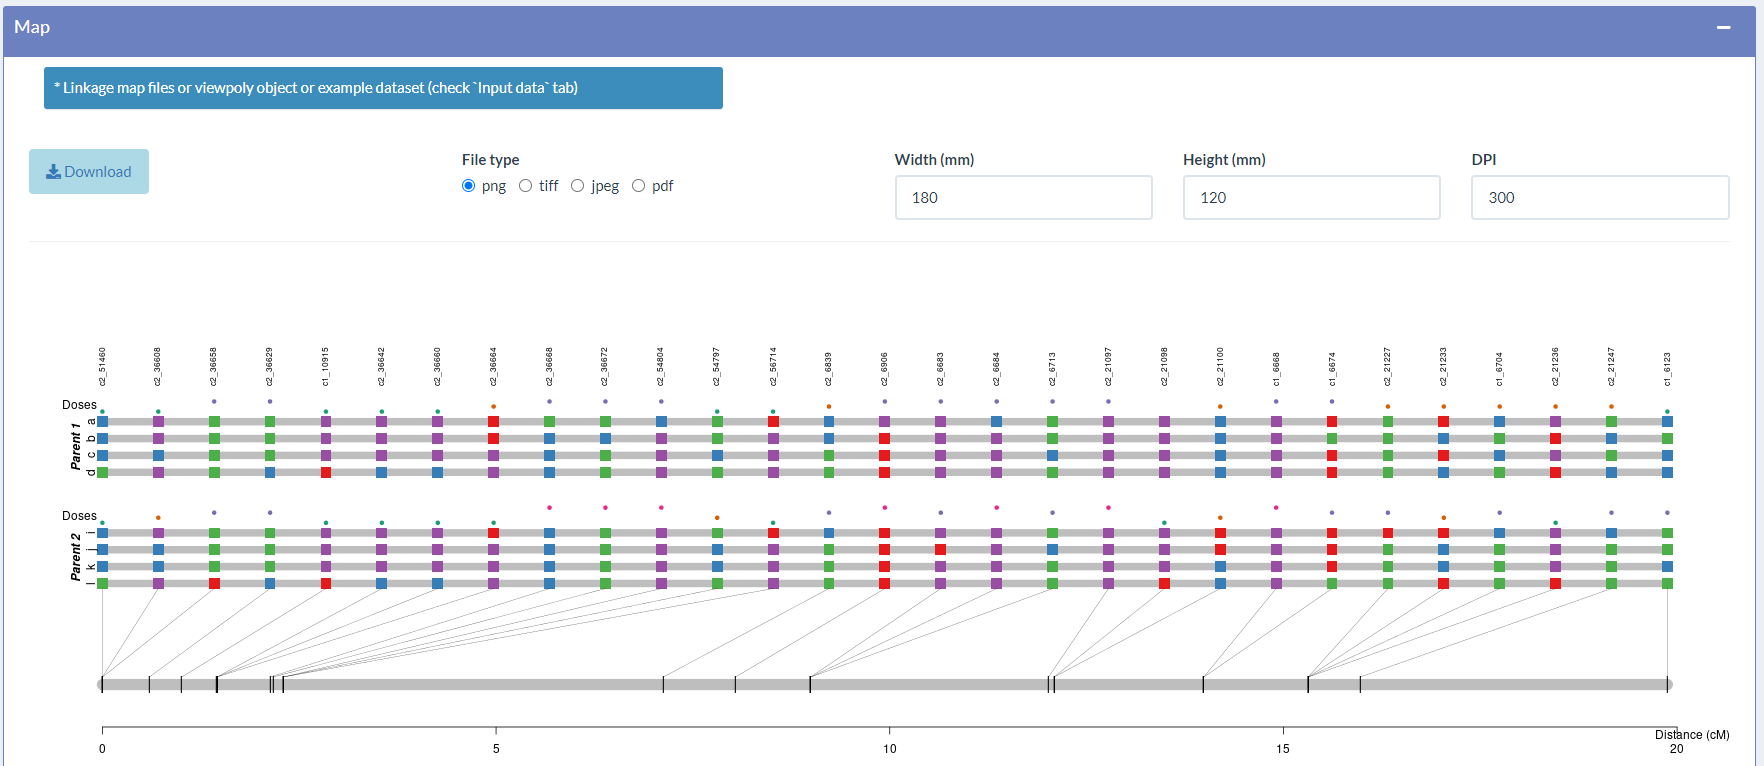 Map
* Linkage map files or viewpoly object or example dataset (check `Input data` tab)
Download
File type
png tiff jpeg pdf
Width (mm)
180
Height (mm)
120
DPI
300
c2_51460 c2_36608 c2_36658 c2_36629 c1_10915 c2_36642 c2_36660 c2_36664 c2_36668 c2_36672 c2_54804 c2_54797 c2_56714 c2_6839 c2_6906 c2_6683 c2_6684 c2_6713 c2_21097 c2_21098 c2_21100 c1_6668 c1_6674 c2_21227 c2_21233 c1_6704 c2_21236 c2_21247 c1_6123
Doses
Parent 1
a
b
c
d
Doses
Parent 2
i
j
k
l
0 5 10 15 20
Distance (cM)